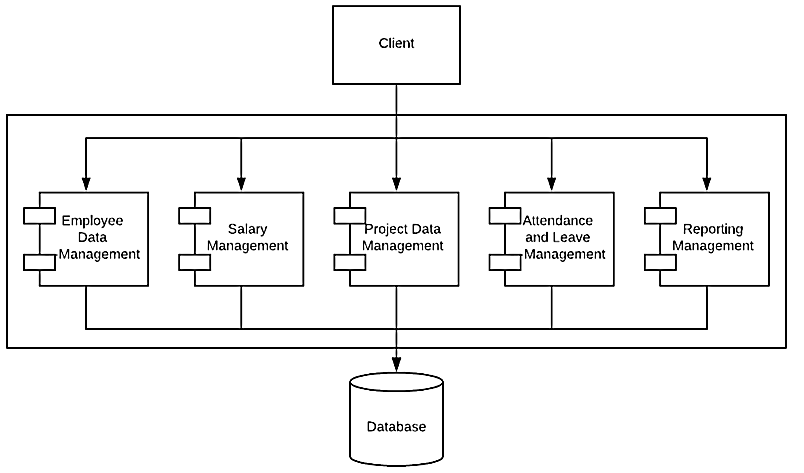 Client
Employee
Data
Management
Salary
Management
Project Data
Management
Attendance
and Leave
Management
Reporting
Management
Database